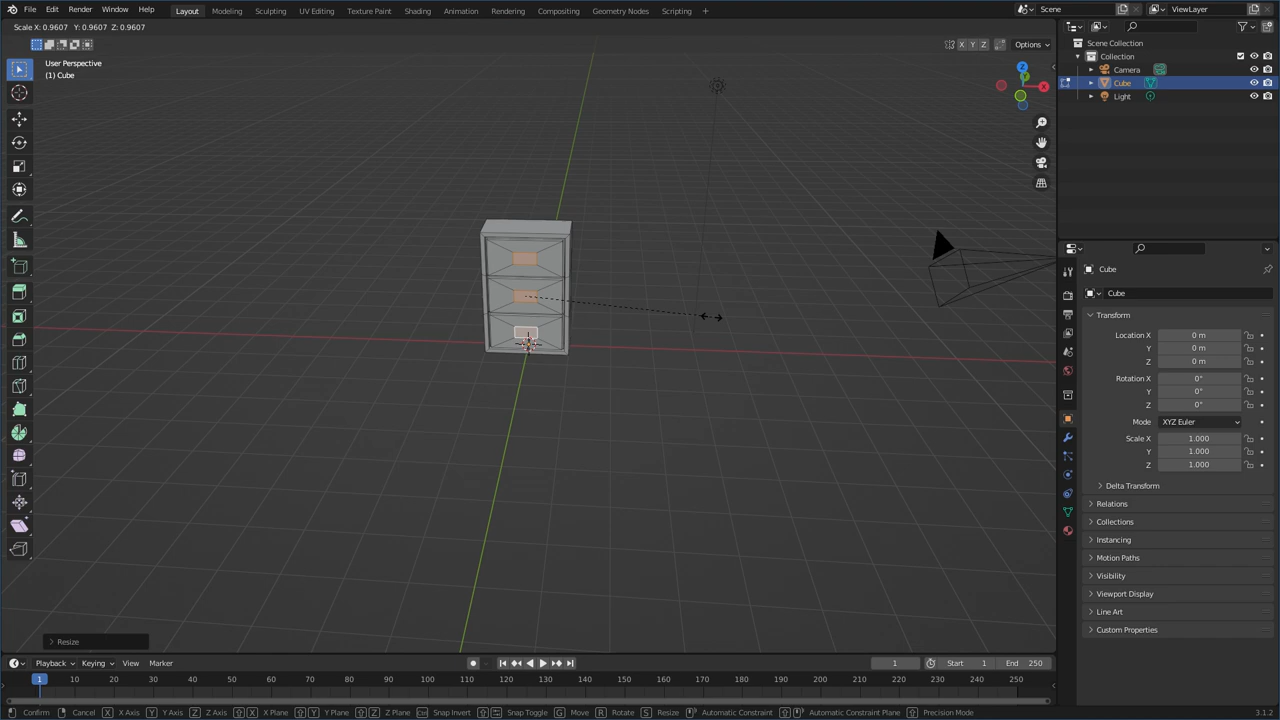 File Edit Render Window Help Layout Modeling Sculpting UV Editing Texture Paint Shading Animation Rendering Compositing Geometry Nodes Scripting Scene ViewLayer
Scale X: 0.9607 Y: 0.9607 Z: 0.9607
X Y Z Options
User Perspective
(1) Cube
Z
X
Scene Collection
Collection
Camera
Cube
Light
Cube
Cube
Transform
Location X 0 m
Y 0 m
Z 0 m
Rotation X 0°
Y 0°
Z 0°
Mode XYZ Euler
Scale X 1.000
Y 1.000
Z 1.000
Delta Transform
Relations
Collections
Instancing
Motion Paths
Visibility
Viewport Display
Line Art
Custom Properties
Resize
Playback Keying View Marker 1 Start 1 End 250
1 10 20 30 40 50 60 70 80 90 100 110 120 130 140 150 160 170 180 190 200 210 220 230 240 250
Confirm Cancel X X Axis Y Y Axis Z Z Axis X X Plane Y Y Plane Z Z Plane Snap Invert Snap Toggle G Move R Rotate S Resize Automatic Constraint Automatic Constraint Plane Precision Mode 3.1.2